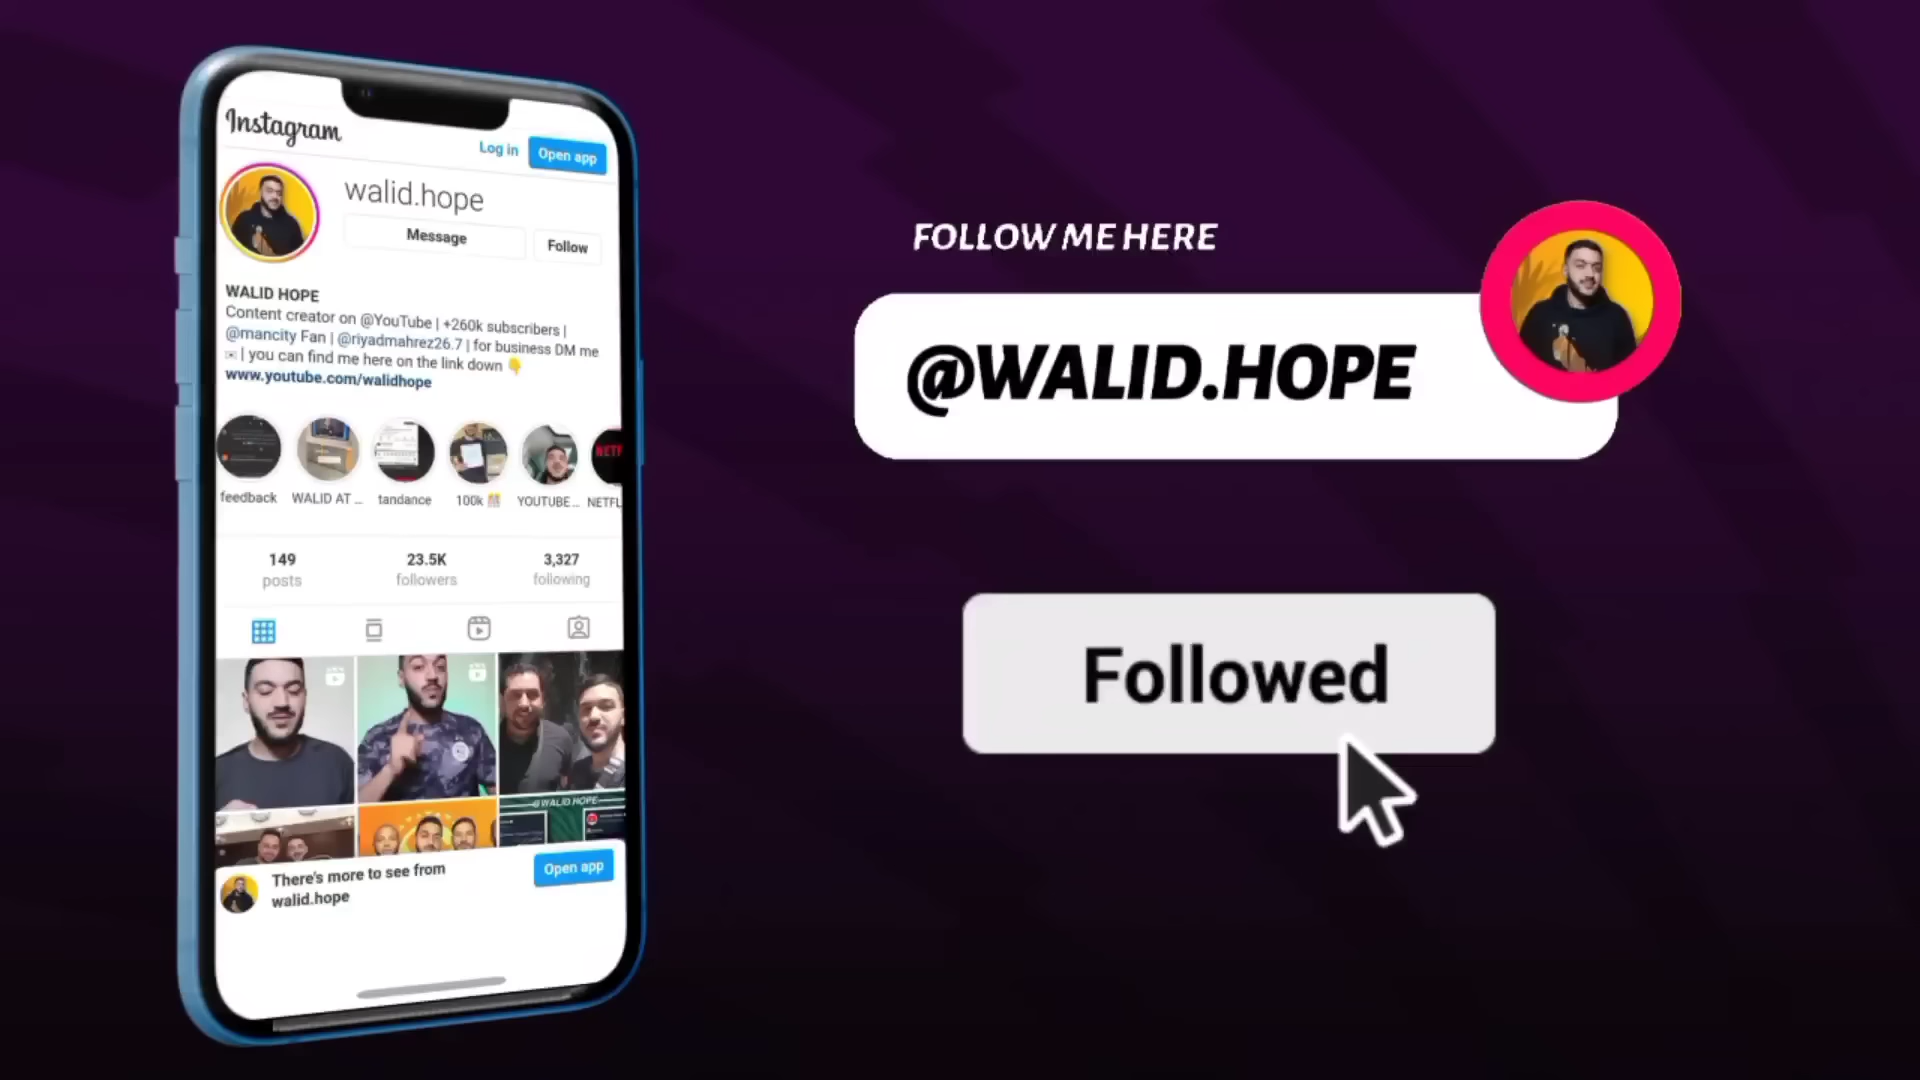 Instagram
Log in
Open app
walid.hope
Message
Follow
WALID HOPE
Content creator on @YouTube | +260k subscribers |
@mancity Fan | @riyadmahrez26.7 | for business DM me
✉️ | you can find me here on the link down 👇
www.youtube.com/walidhope
NETF
feedback
WALID AT ...
tandance
100k 🎊
YOUTUBE...
NETFL
149
posts
23.5K
followers
3,327
following
@WALID.HOPE
There's more to see from
walid.hope
Open app
FOLLOW ME HERE
@WALID.HOPE
Followed